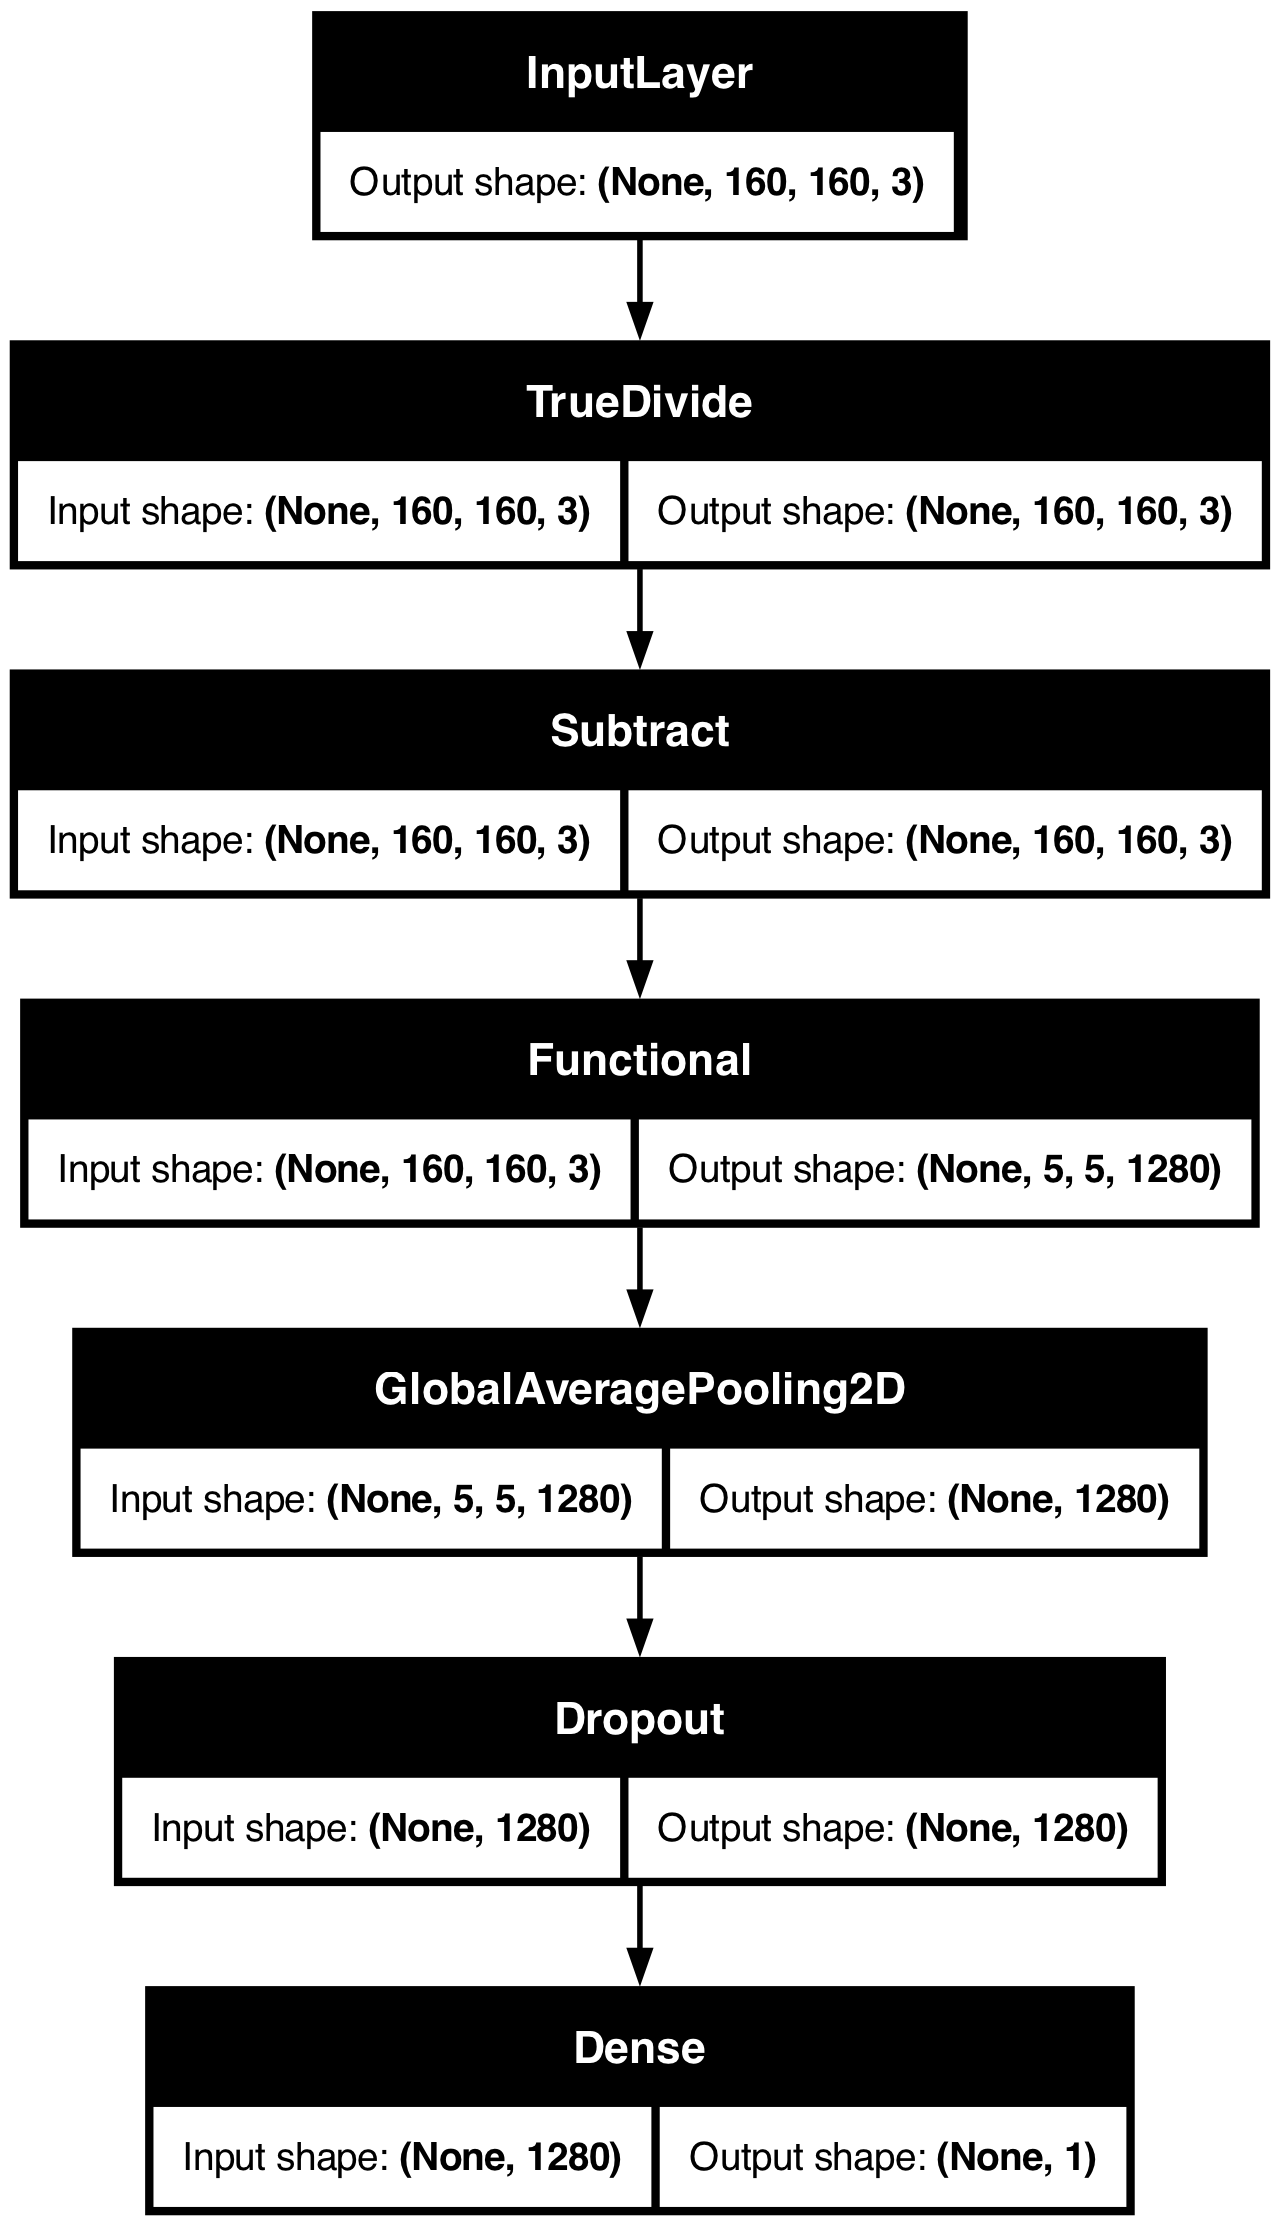 InputLayer
Output shape: (None, 160, 160, 3)
TrueDivide
Input shape: (None, 160, 160, 3) Output shape: (None, 160, 160, 3)
Subtract
Input shape: (None, 160, 160, 3) Output shape: (None, 160, 160, 3)
Functional
Input shape: (None, 160, 160, 3) Output shape: (None, 5, 5, 1280)
GlobalAveragePooling2D
Input shape: (None, 5, 5, 1280) Output shape: (None, 1280)
Dropout
Input shape: (None, 1280) Output shape: (None, 1280)
Dense
Input shape: (None, 1280) Output shape: (None, 1)